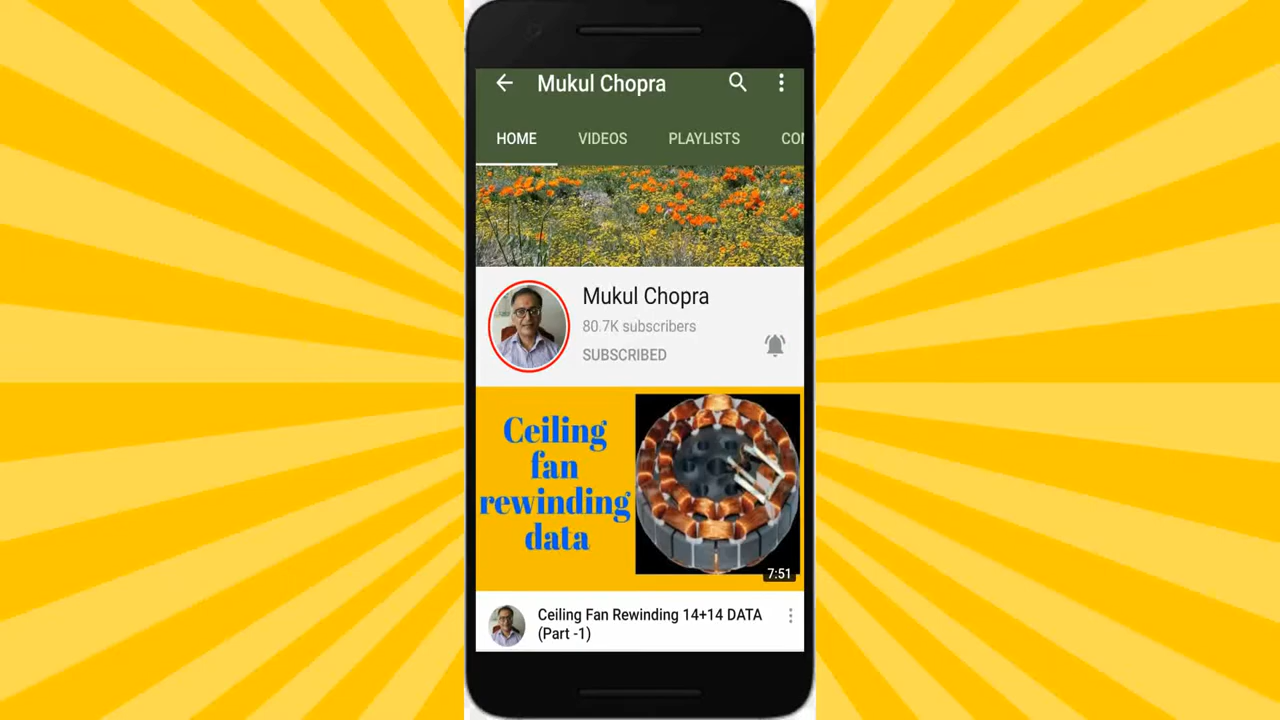 Mukul Chopra
HOME VIDEOS PLAYLISTS CO
Mukul Chopra
80.7K subscribers
SUBSCRIBED
Ceiling
fan
rewinding
data
7:51
Ceiling Fan Rewinding 14+14 DATA
(Part -1)